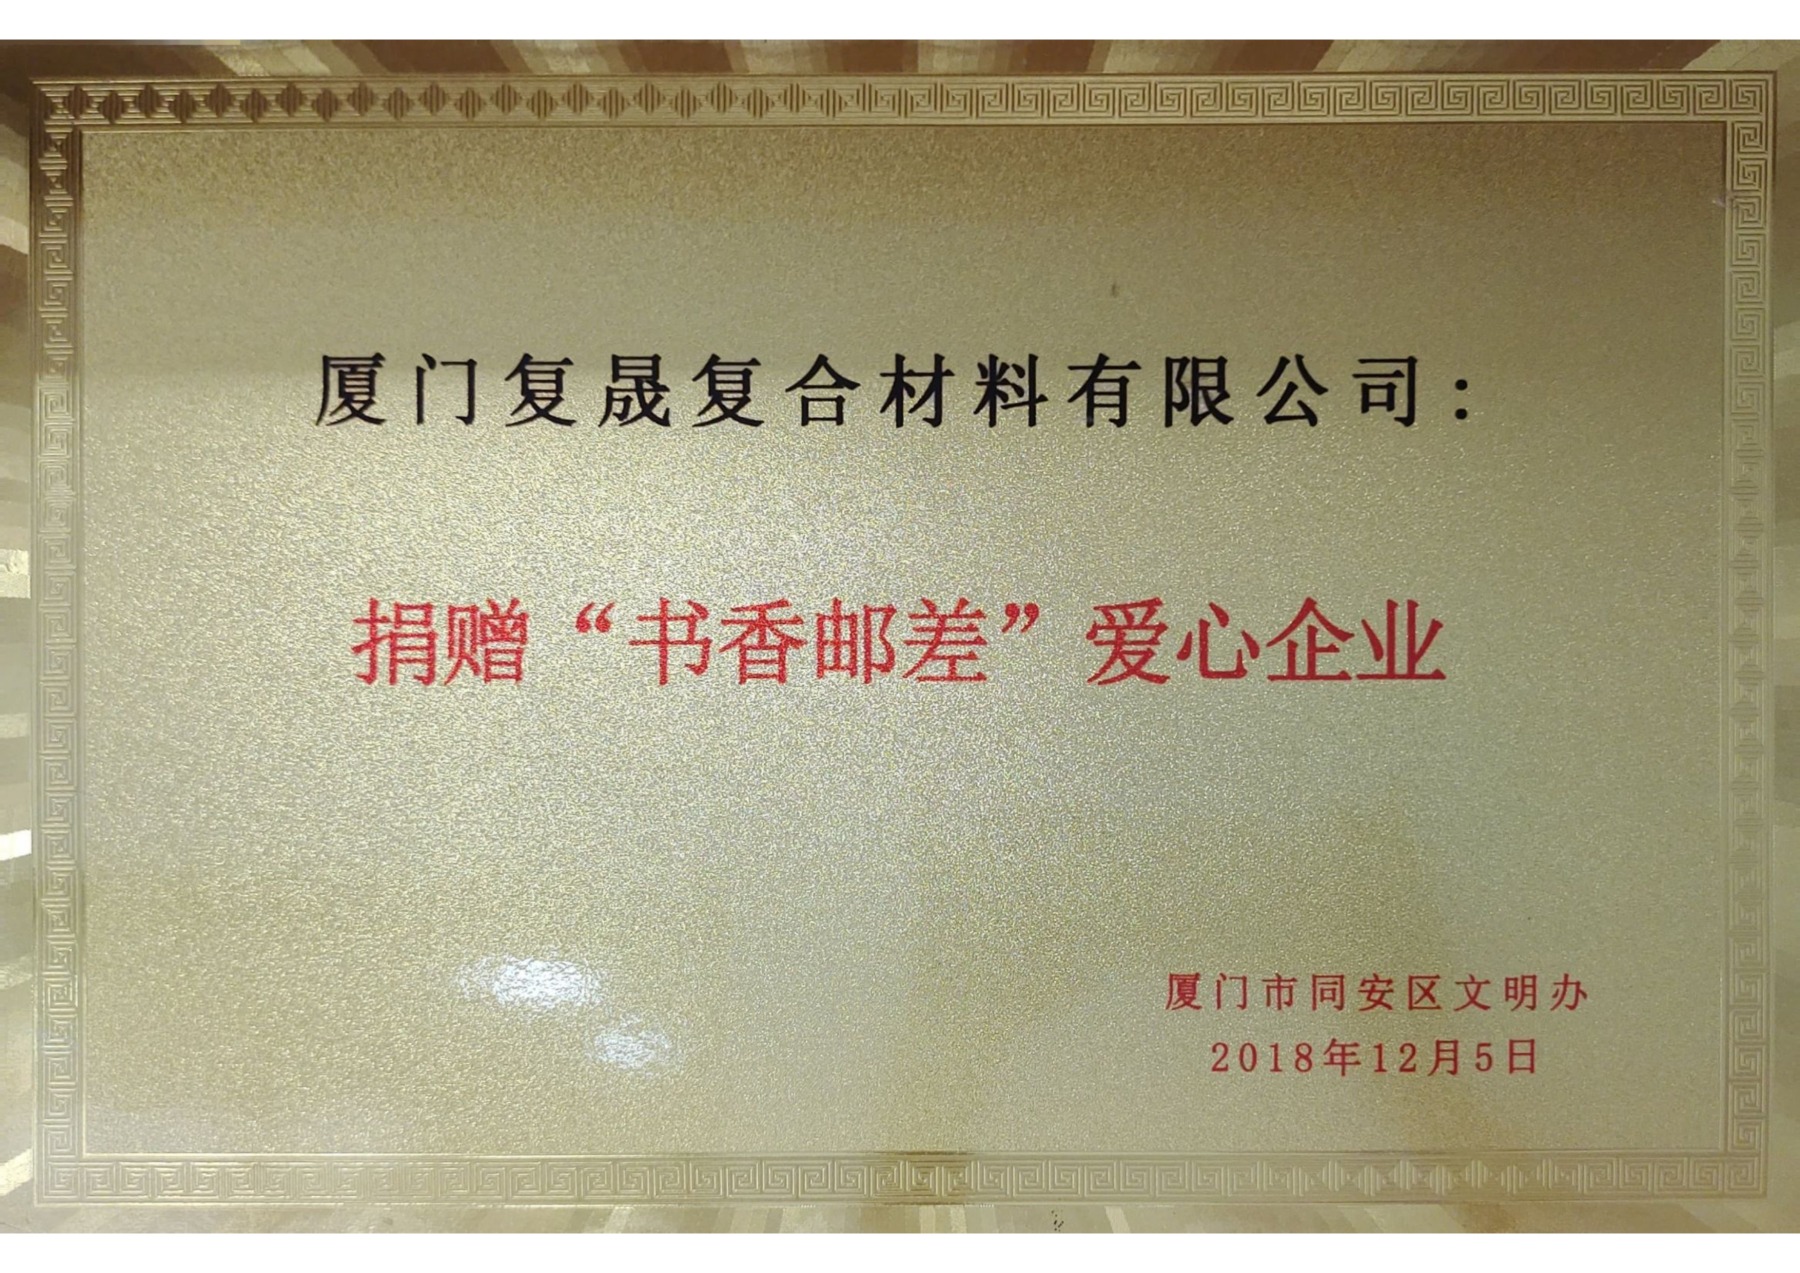 厦门复晟复合材料有限公司：
捐赠“书香邮差”爱心企业
厦门市同安区文明办
2018年12月5日